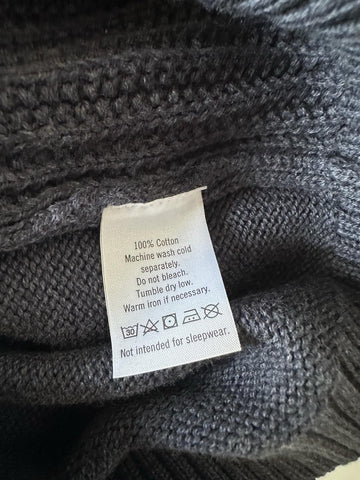 100% Cotton
Machine wash cold
separately.
Do not bleach.
Tumble dry low.
Warm iron if necessary.
30
Not intended for sleepwear.